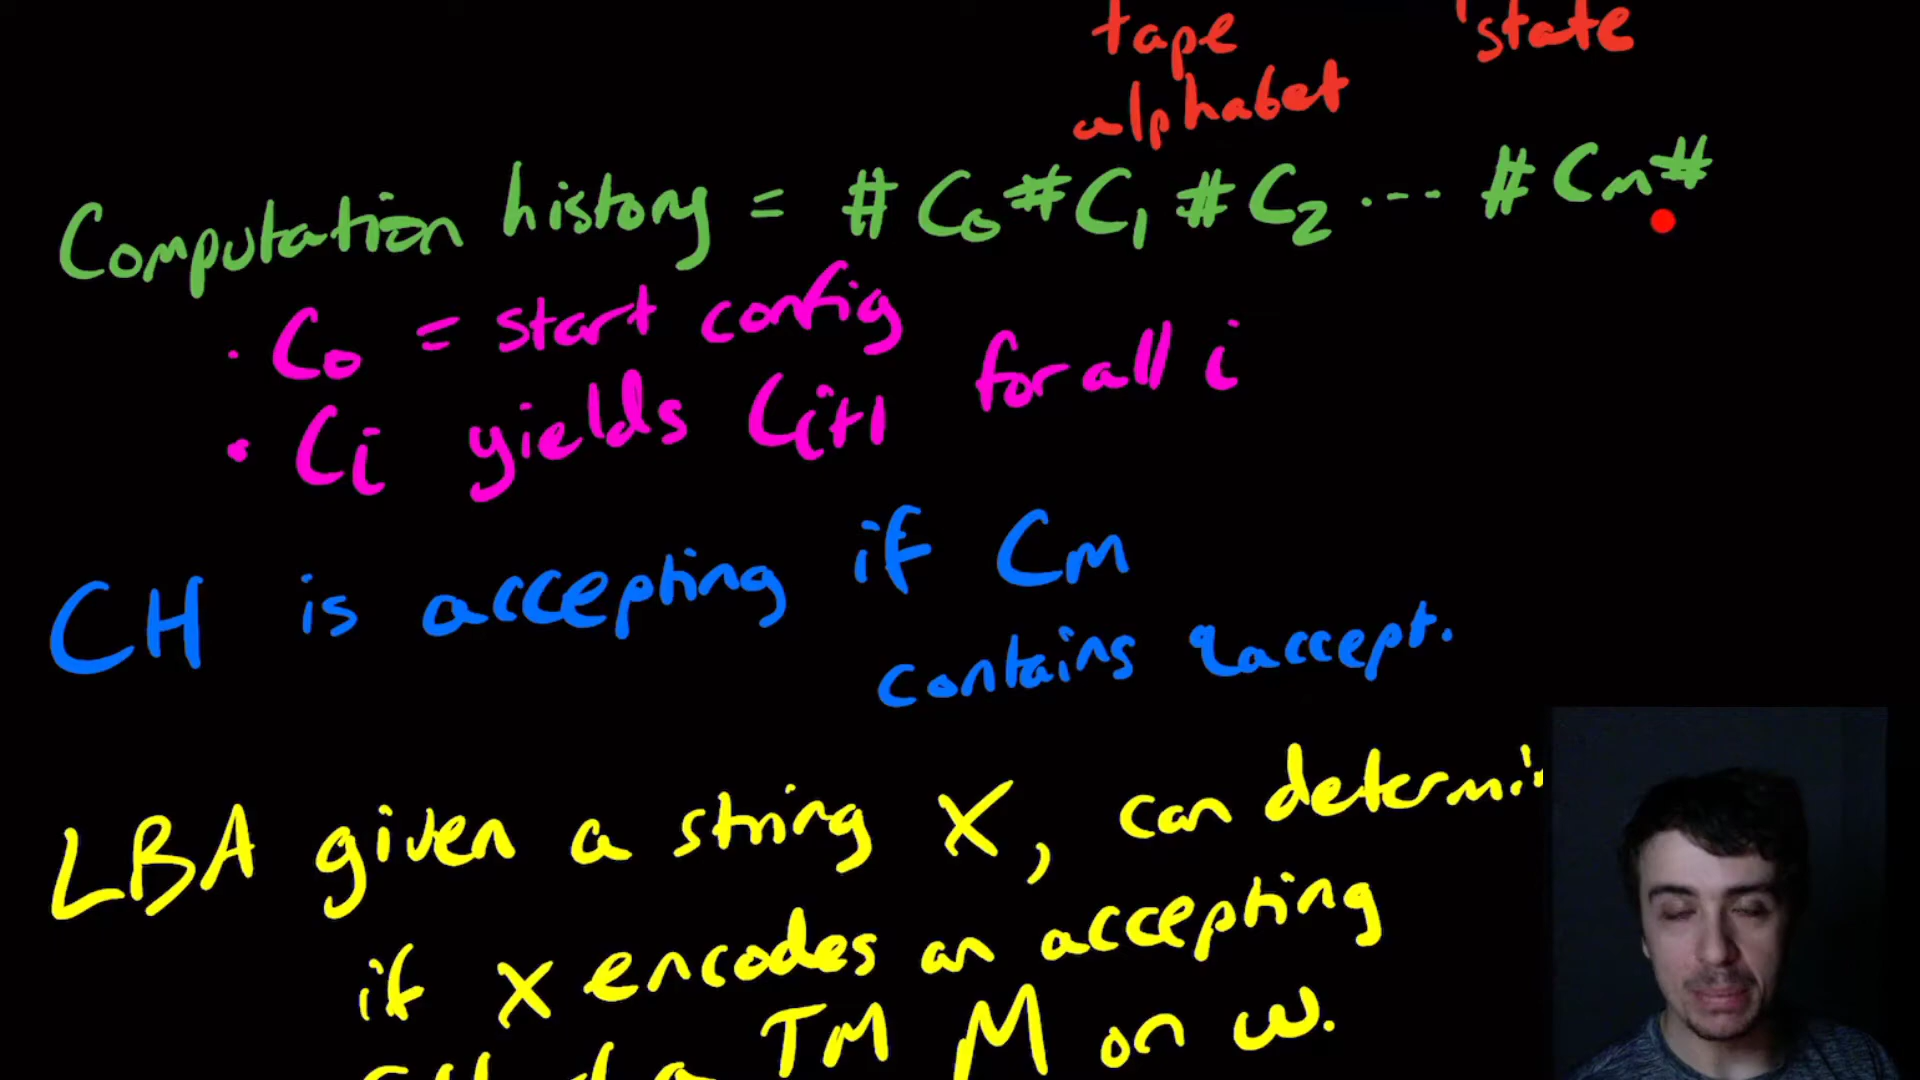 tape state
alphabet
Computation history = # C0 # C1 # C2 ... # Cm #
· C0 = start config
· Ci yields Ci+1 for all i
CH is accepting if Cm
contains qaccept.
LBA given a string x, can determi
if x encodes an accepting
TM M on w.